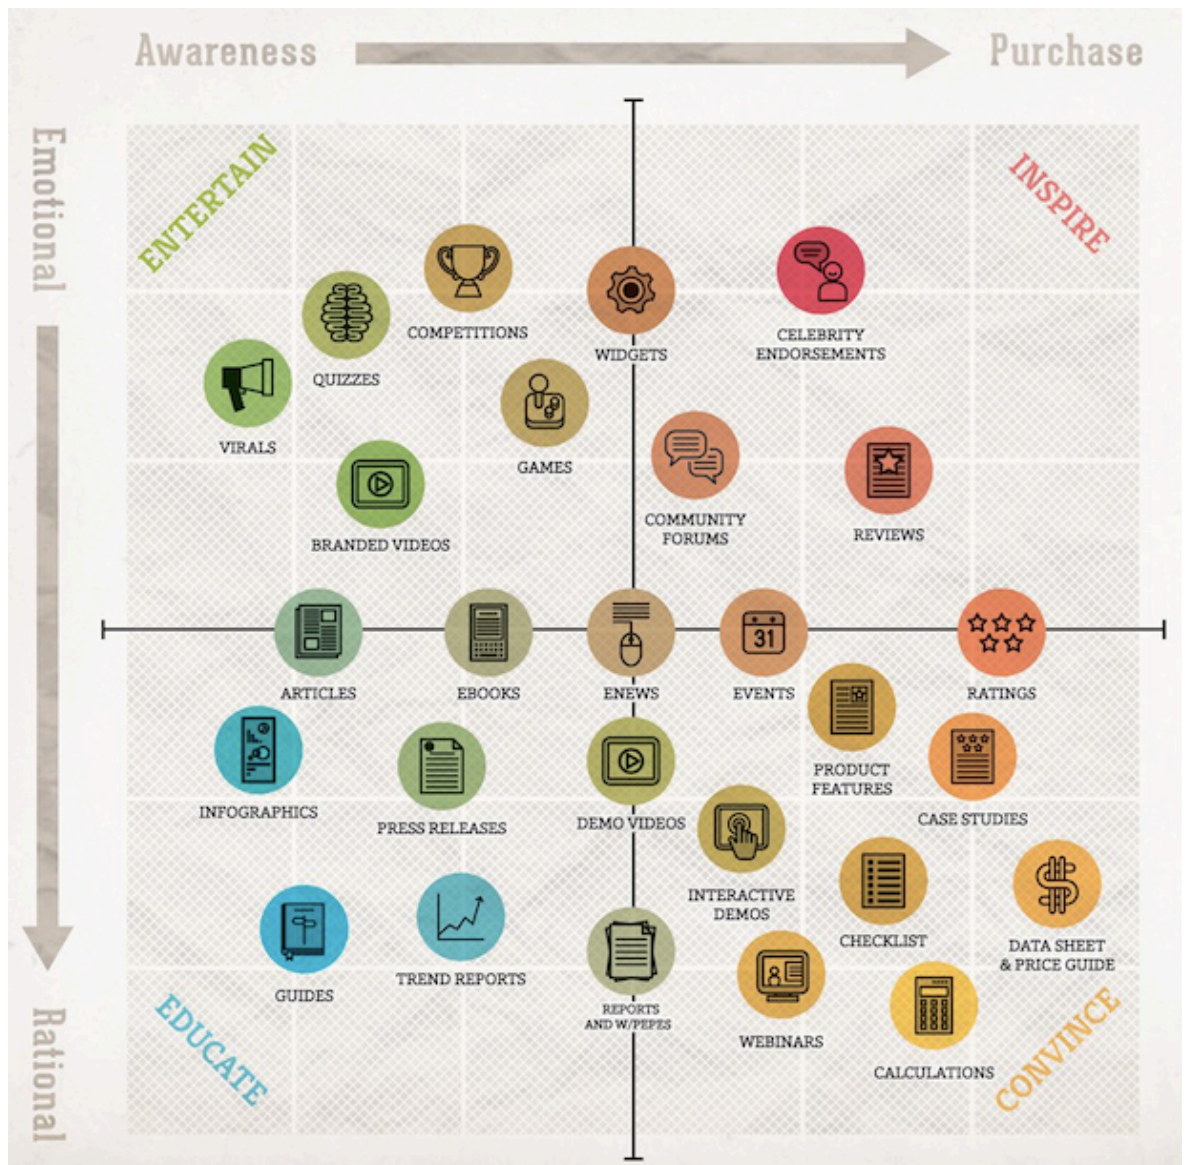 Awareness
Purchase
Emotional
Rational
ENTERTAIN
INSPIRE
COMPETITIONS
WIDGETS
CELEBRITY
ENDORSEMENTS
QUIZZES
VIRALS
GAMES
BRANDED VIDEOS
COMMUNITY
FORUMS
REVIEWS
31
ARTICLES
EBOOKS
ENEWS
EVENTS
RATINGS
INFOGRAPHICS
PRESS RELEASES
DEMO VIDEOS
PRODUCT
FEATURES
CASE STUDIES
INTERACTIVE
DEMOS
CHECKLIST
DATA SHEET
& PRICE GUIDE
GUIDES
TREND REPORTS
REPORTS
AND W/PEPES
WEBINARS
CALCULATIONS
EDUCATE
CONVINCE